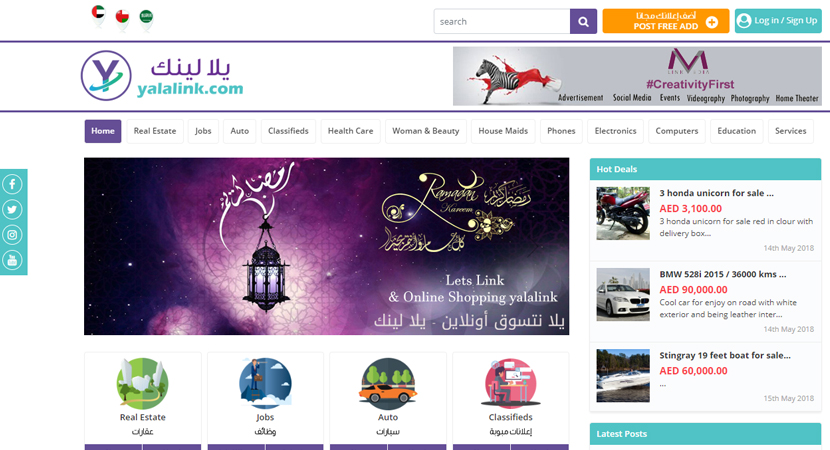 search
أضف إعلانك مجانا
POST FREE ADD
Log in / Sign Up
يلا لينك
yalalink.com
#CreativityFirst
Advertisement Social Media Events Videography Photography Home Theater
Home Real Estate Jobs Auto Classifieds Health Care Woman & Beauty House Maids Phones Electronics Computers Education Services
Ramadan
Kareem
Lets Link
& Online Shopping yalalink
يلا نتسوق أونلاين - يلا لينك
Hot Deals
3 honda unicorn for sale ...
AED 3,100.00
3 honda unicorn for sale red in clour with
delivery box...
14th May 2018
BMW 528i 2015 / 36000 kms ...
AED 90,000.00
Cool car for enjoy on road with white
exterior and being leather inter...
14th May 2018
Stingray 19 feet boat for sale...
AED 60,000.00
...
15th May 2018
Latest Posts
Real Estate
عقارات
Jobs
وظائف
Auto
سيارات
Classifieds
إعلانات مبوبة